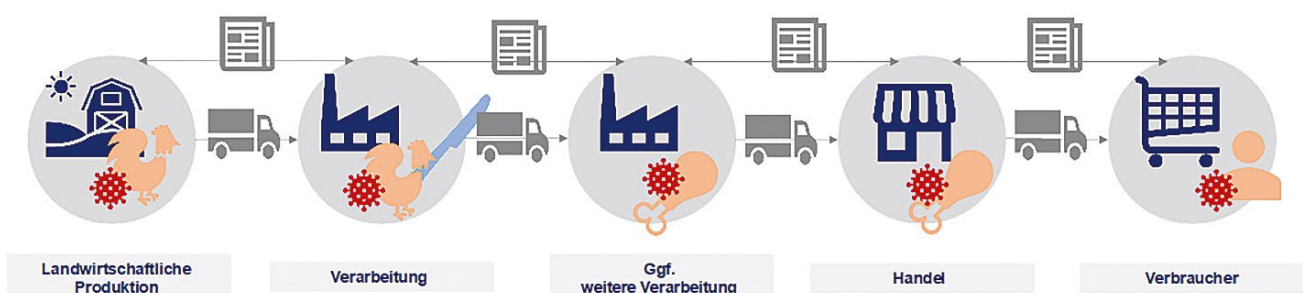 Landwirtschaftliche
Produktion
Verarbeitung
Ggf.
weitere Verarbeitung
Handel
Verbraucher